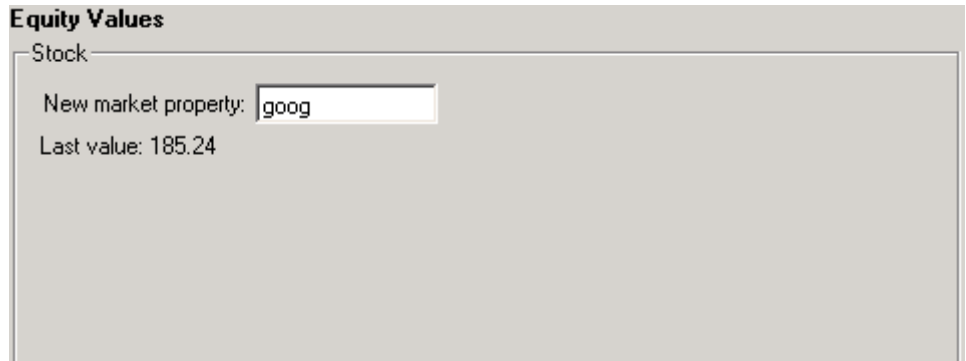 Equity Values
Stock
New market property: goog
Last value: 185.24